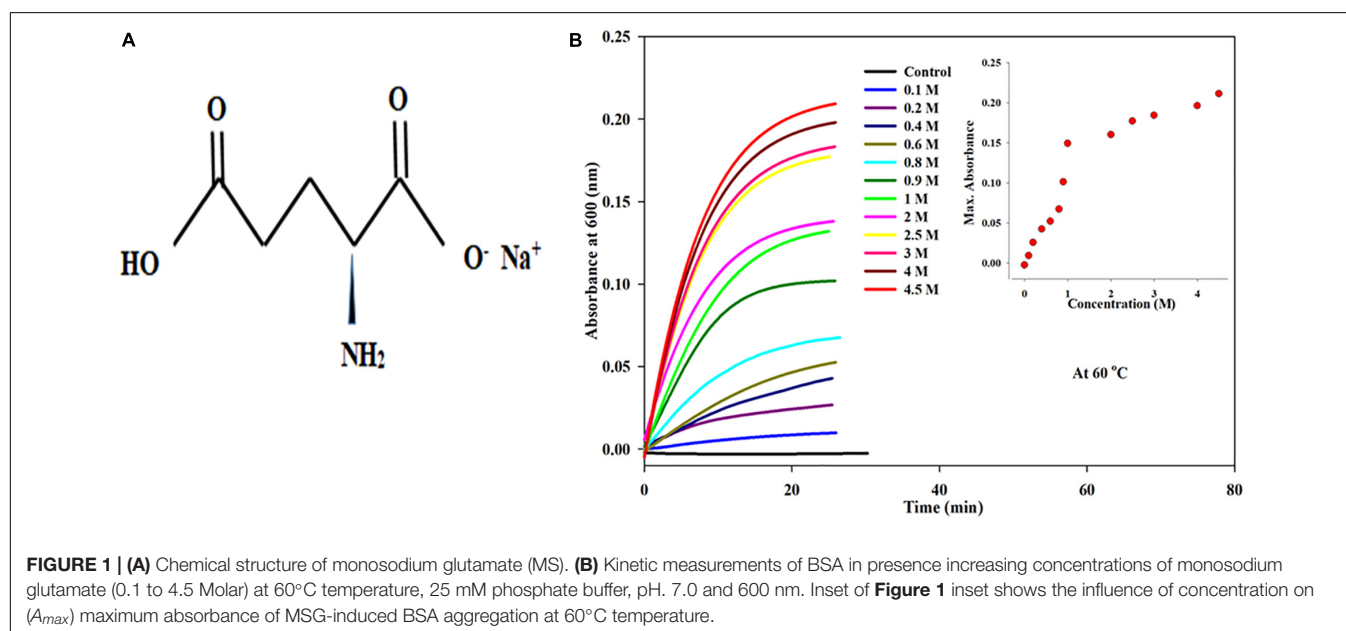 A
O
O
HO
O- Na+
NH2
B
0.25
0.20
0.15
0.10
0.05
0.00
Absorbance at 600 (nm)
0
20
40
60
80
Time (min)
Control
0.1 M
0.2 M
0.4 M
0.6 M
0.8 M
0.9 M
1 M
2 M
2.5 M
3 M
4 M
4.5 M
0.25
0.20
0.15
0.10
0.05
0.00
Max. Absorbance
0
1
2
3
4
Concentration (M)
At 60 °C
FIGURE 1 | (A) Chemical structure of monosodium glutamate (MS). (B) Kinetic measurements of BSA in presence increasing concentrations of monosodium
glutamate (0.1 to 4.5 Molar) at 60°C temperature, 25 mM phosphate buffer, pH. 7.0 and 600 nm. Inset of Figure 1 inset shows the influence of concentration on
(Amax) maximum absorbance of MSG-induced BSA aggregation at 60°C temperature.